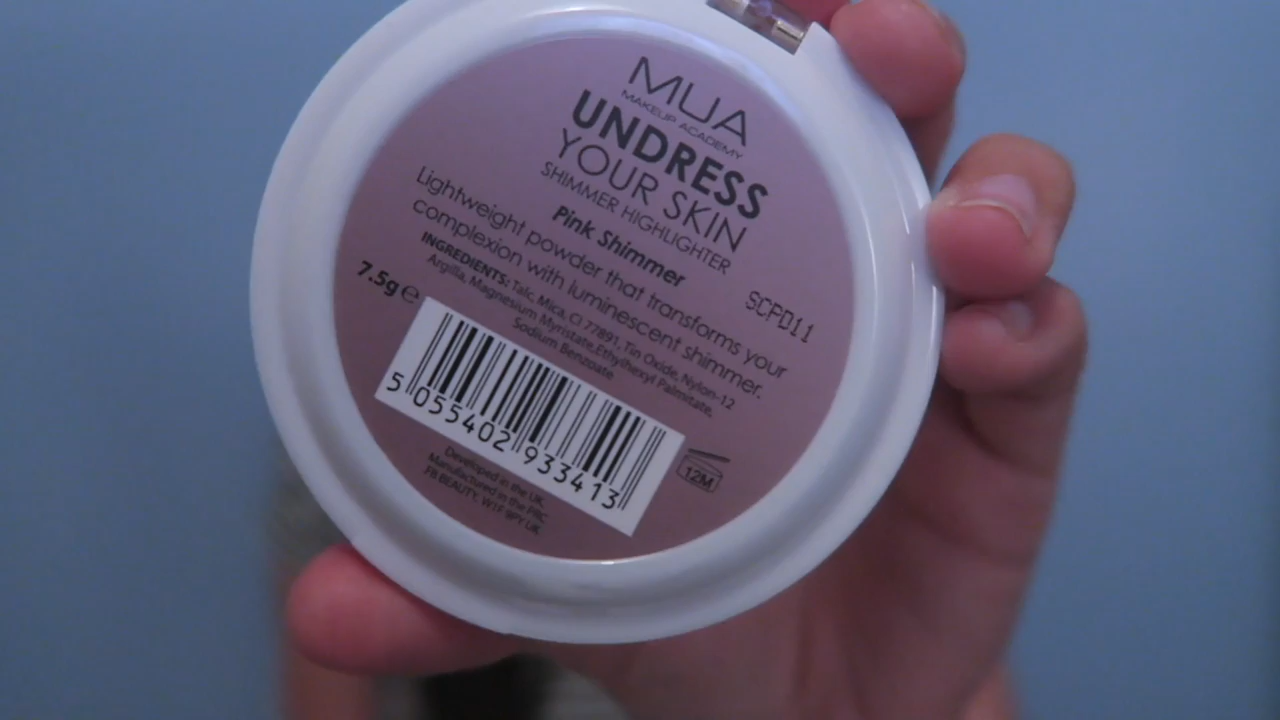 MUA
MAKEUP ACADEMY
UNDRESS
YOUR SKIN
SHIMMER HIGHLIGHTER
Pink Shimmer
Lightweight powder that transforms your
complexion with luminescent shimmer.
INGREDIENTS: Talc, Mica, CI 77891, Tin Oxide, Nylon-12
Argilla, Magnesium Myristate, Ethylhexyl Palmitate,
Sodium Benzoate
7.5g ℮
SCPD11
5 055402 933413
12M
Developed in the UK.
Manufactured in the PRC.
FB BEAUTY. W1F 9PY UK